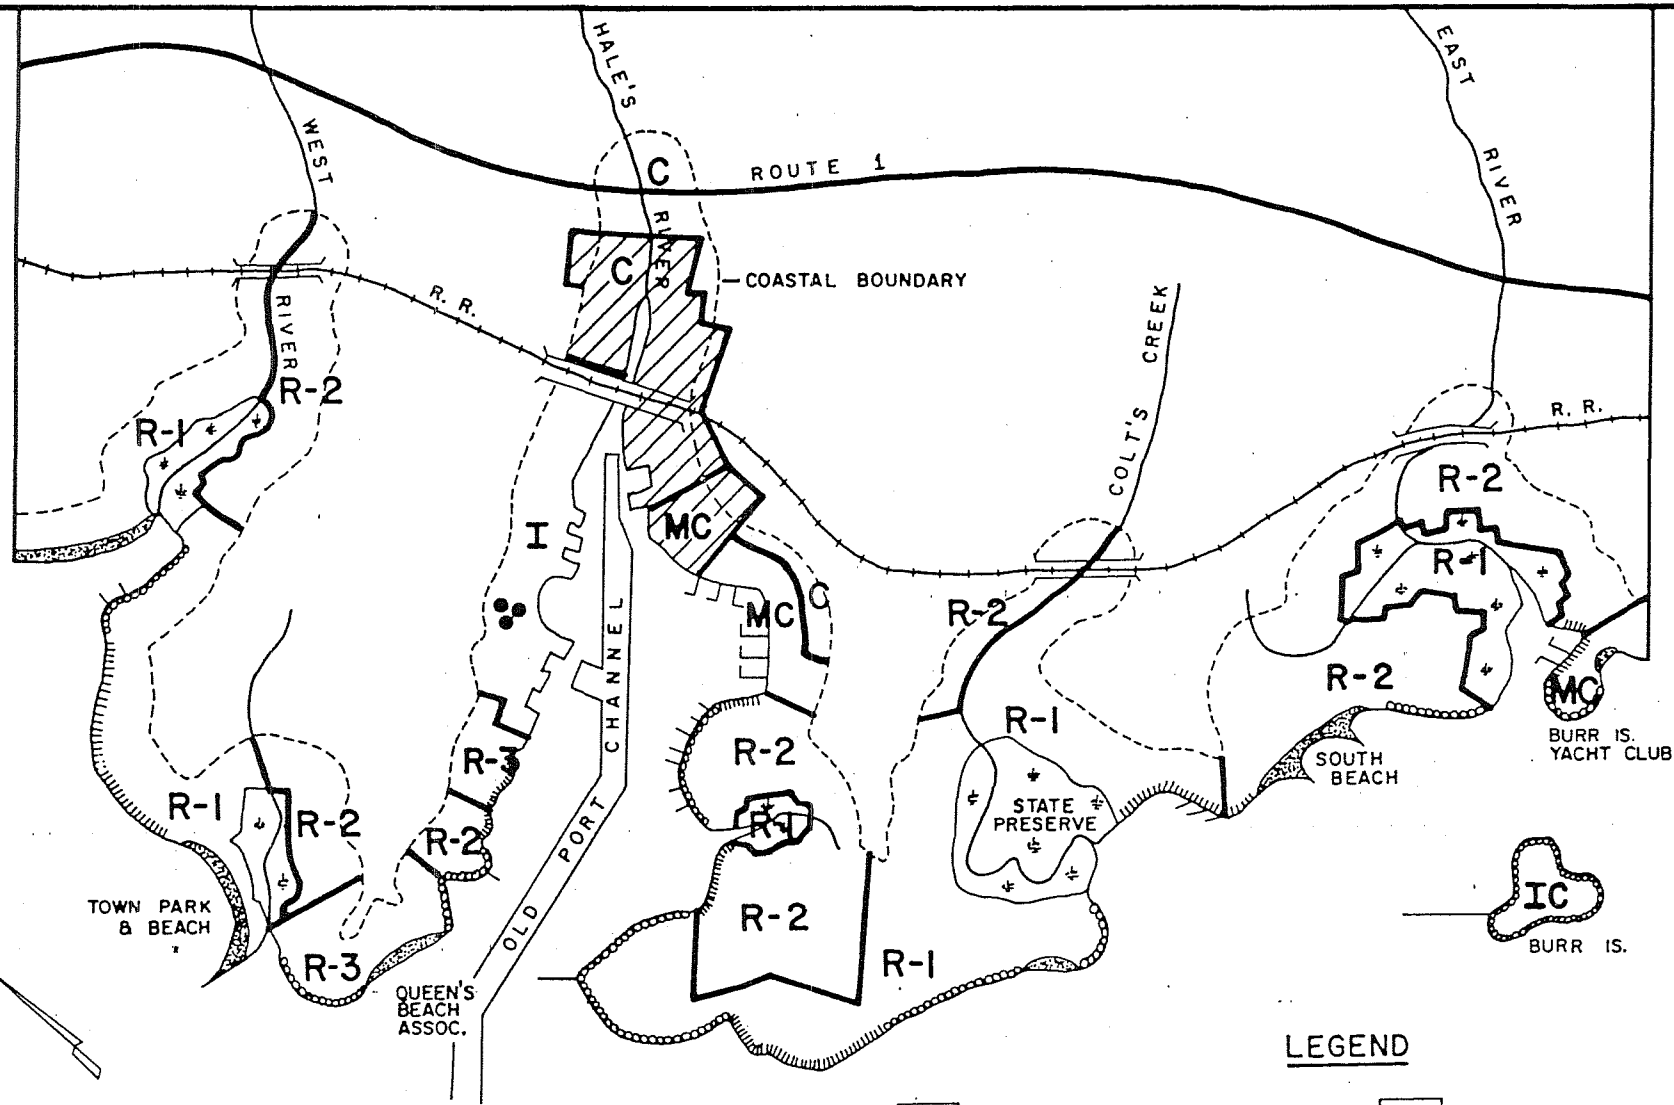 HALE'S
RIVER
EAST
RIVER
WEST
RIVER
C
ROUTE 1
C
COASTAL BOUNDARY
R. R.
COLT'S CREEK
R-2
R-1
R. R.
R-2
I
MC
R-1
MC
C
R-2
R-2
MC
R-1
BURR IS.
YACHT CLUB
SOUTH
BEACH
R-3
R-2
R-1
R-2
R-2
R-1
STATE
PRESERVE
OLD PORT CHANNEL
TOWN PARK
& BEACH
R-2
IC
BURR IS.
R-3
R-1
QUEEN'S
BEACH
ASSOC.
LEGEND